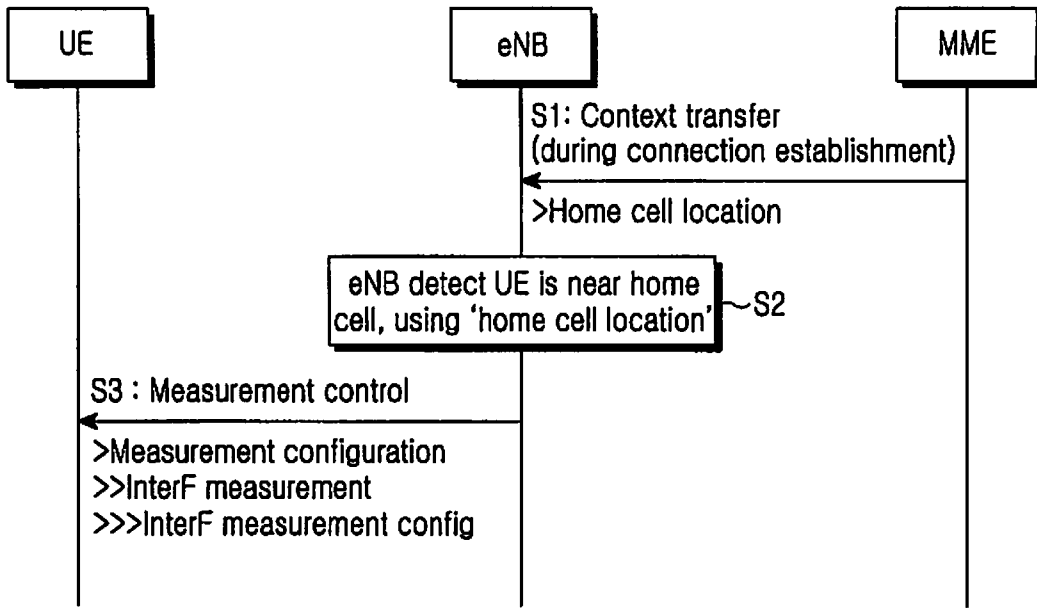 UE
eNB
MME
S1: Context transfer
(during connection establishment)
>Home cell location
eNB detect UE is near home
cell, using 'home cell location'
S2
S3 : Measurement control
>Measurement configuration
>>InterF measurement
>>>InterF measurement config